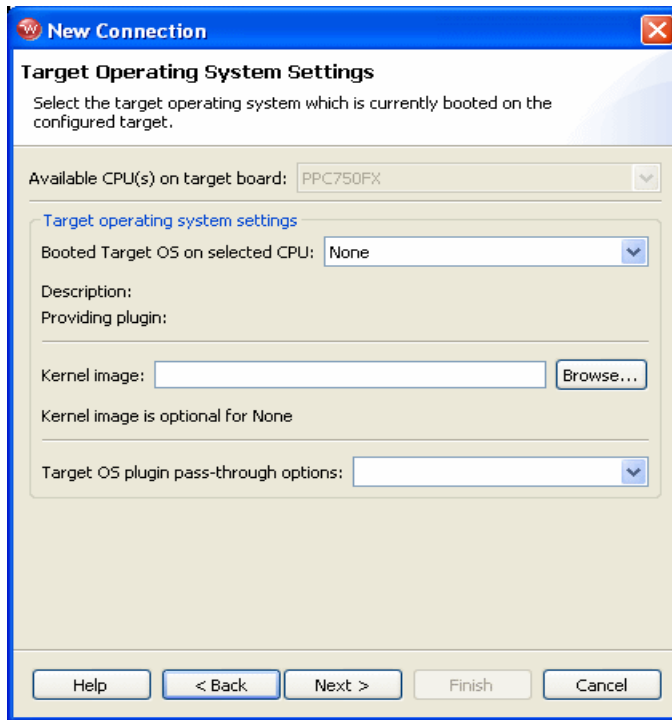 New Connection
Target Operating System Settings
Select the target operating system which is currently booted on the
configured target.
Available CPU(s) on target board: PPC750FX
Target operating system settings
Booted Target OS on selected CPU: None
Description:
Providing plugin:
Kernel image: Browse...
Kernel image is optional for None
Target OS plugin pass-through options:
Help < Back Next > Finish Cancel